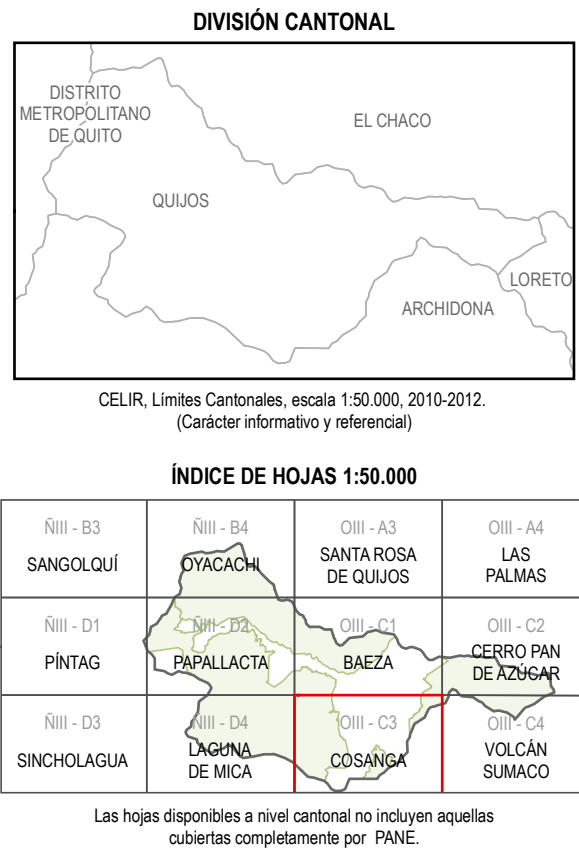 DIVISIÓN CANTONAL
DISTRITO
METROPOLITANO
DE QUITO
EL CHACO
QUIJOS
LORETO
ARCHIDONA
CELIR, Límites Cantonales, escala 1:50.000, 2010-2012.
(Carácter informativo y referencial)
ÍNDICE DE HOJAS 1:50.000
ÑIII - B3
SANGOLQUÍ
ÑIII - B4
OYACACHI
OIII - A3
SANTA ROSA
DE QUIJOS
OIII - A4
LAS
PALMAS
ÑIII - D1
PÍNTAG
ÑIII - D2
PAPALLACTA
OIII - C1
BAEZA
OIII - C2
CERRO PAN
DE AZÚCAR
ÑIII - D3
SINCHOLAGUA
ÑIII - D4
LAGUNA
DE MICA
OIII - C3
COSANGA
OIII - C4
VOLCÁN
SUMACO
Las hojas disponibles a nivel cantonal no incluyen aquellas
cubiertas completamente por PANE.